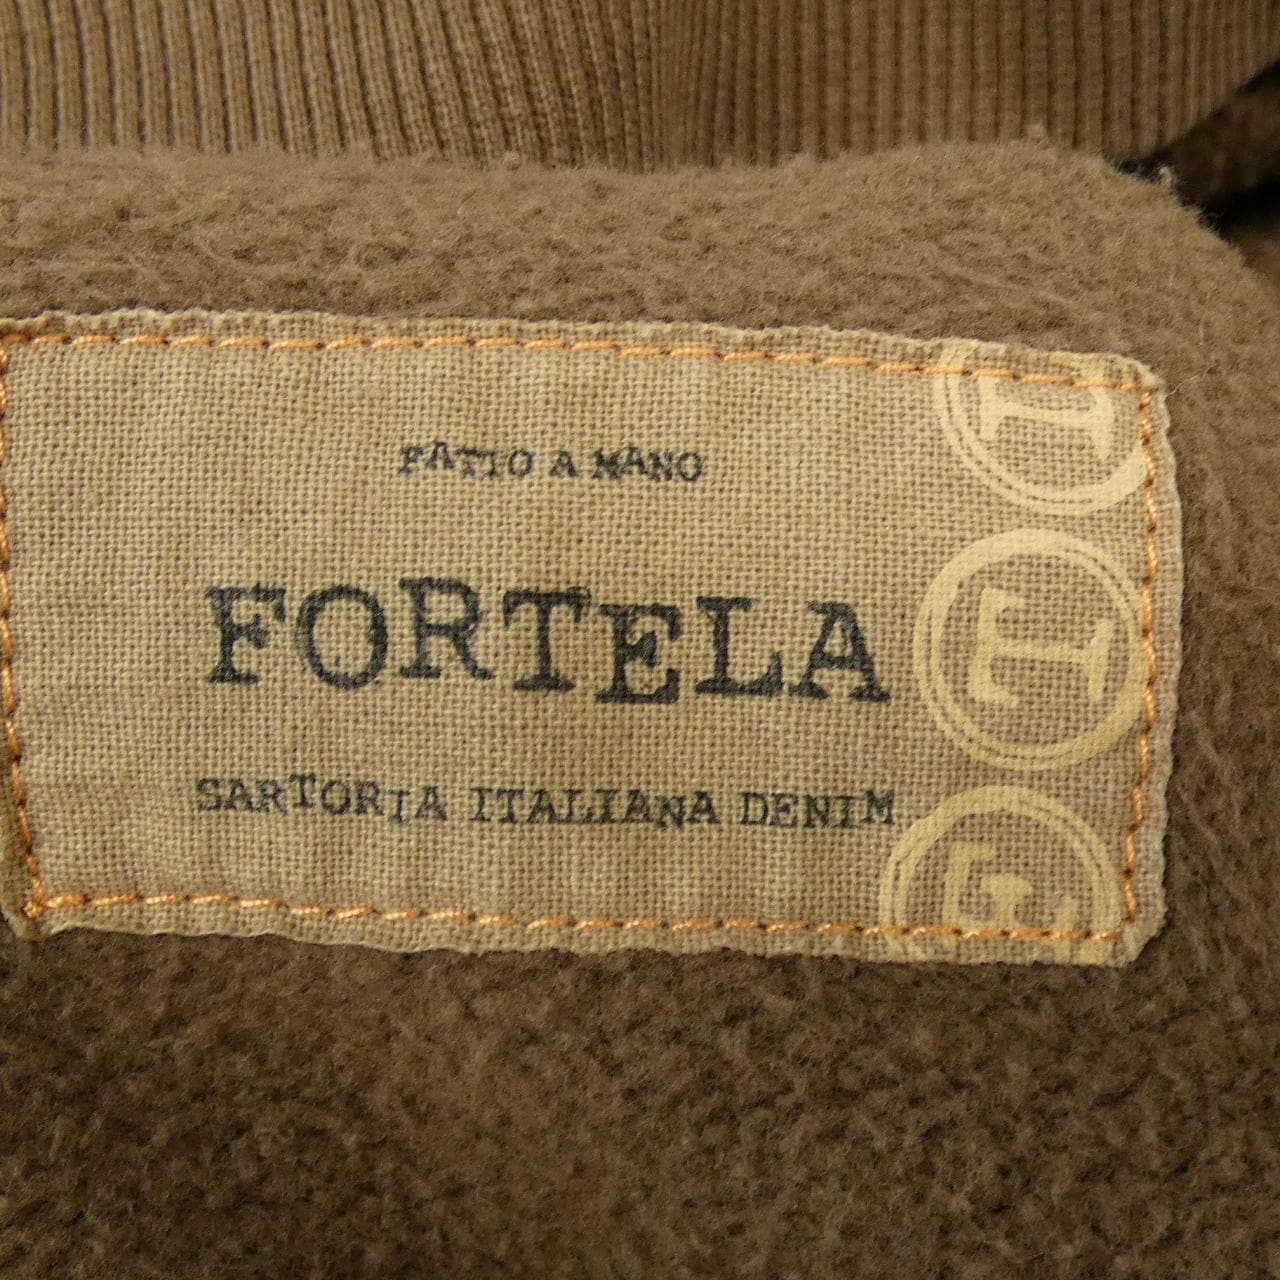 FATTO A MANO
FORTELA
SARTORIA ITALIANA DENIM
T
T
E